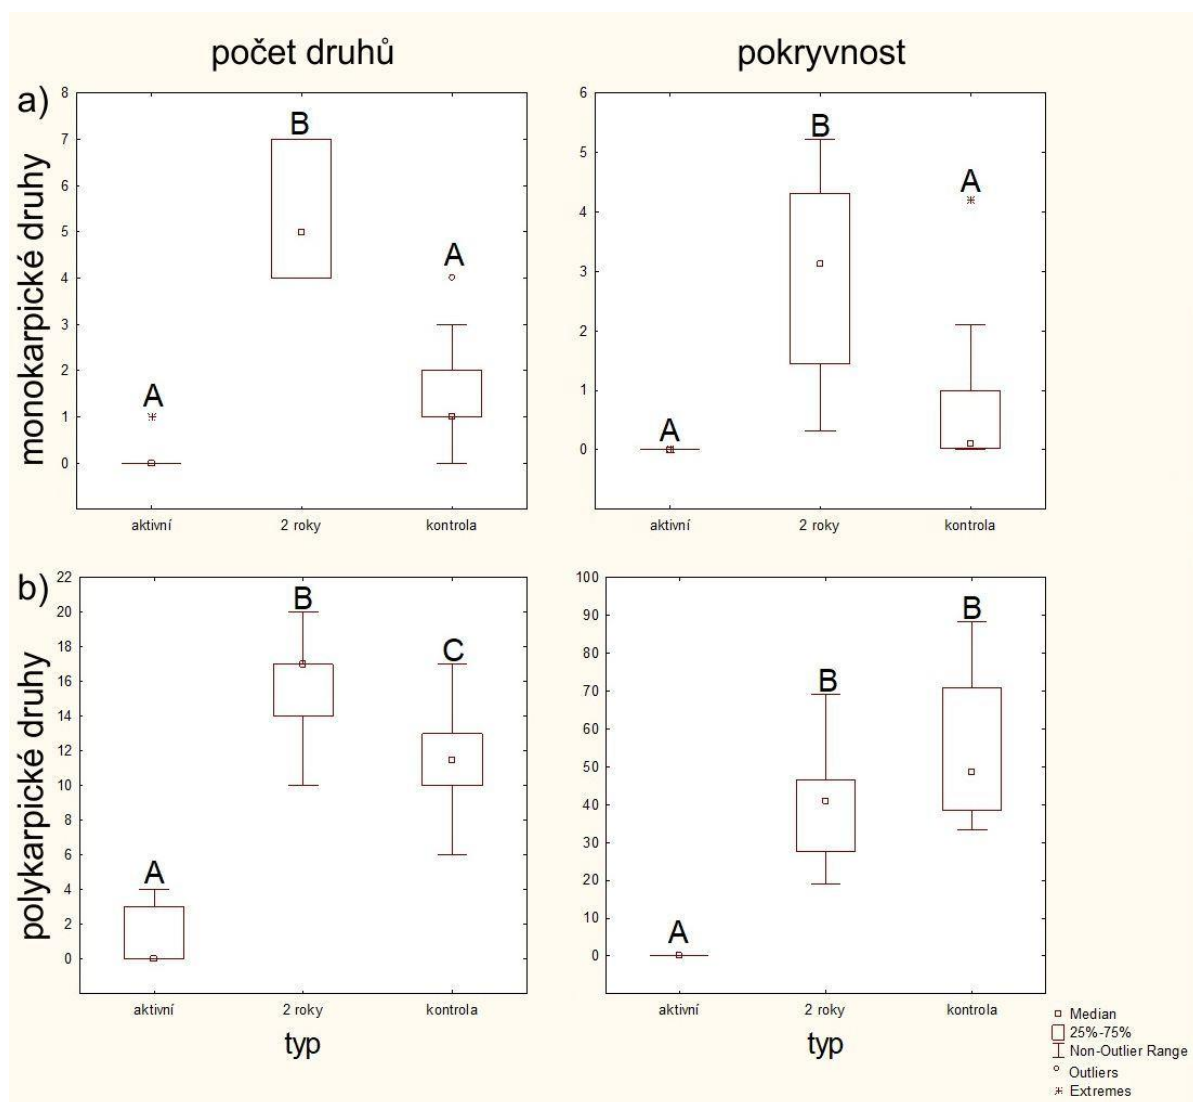 počet druhů
pokryvnost
a)
monokarpické druhy
8
7
6
5
4
3
2
1
0
A
B
A
aktivní
2 roky
kontrola
6
5
4
3
2
1
0
A
B
A
aktivní
2 roky
kontrola
b)
polykarpické druhy
22
20
18
16
14
12
10
8
6
4
2
0
A
B
C
aktivní
2 roky
kontrola
typ
100
90
80
70
60
50
40
30
20
10
0
A
B
B
aktivní
2 roky
kontrola
typ
Median
25%-75%
Non-Outlier Range
Outliers
Extremes